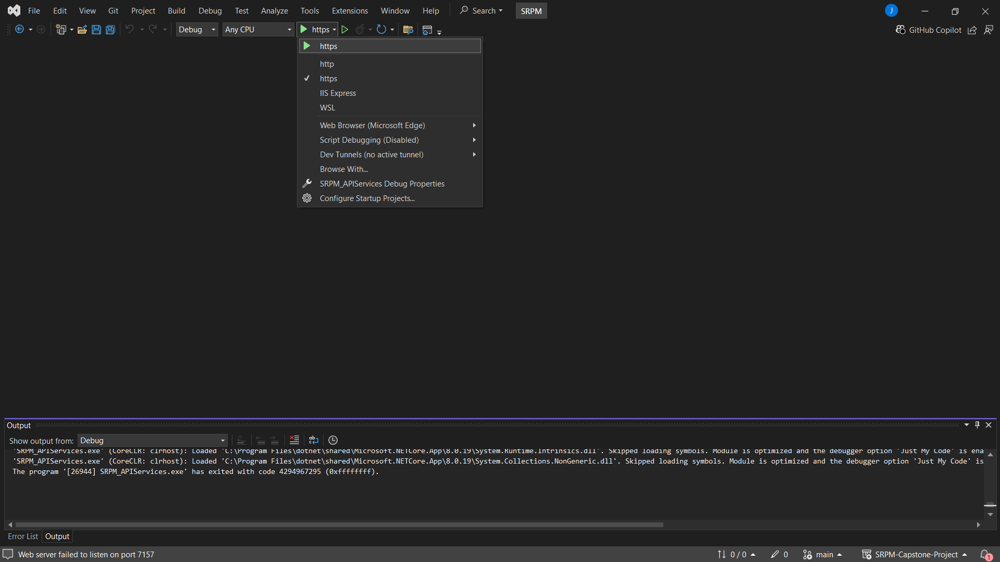 File Edit View Git Project Build Debug Test Analyze Tools Extensions Window Help Search SRPM J
Debug Any CPU https GitHub Copilot
https
http
https
IIS Express
WSL
Web Browser (Microsoft Edge)
Script Debugging (Disabled)
Dev Tunnels (no active tunnel)
Browse With...
SRPM_APIServices Debug Properties
Configure Startup Projects...
Output
Show output from: Debug
'SRPM_APIServices.exe' (CoreCLR: clrhost): Loaded 'C:\Program Files\dotnet\shared\Microsoft.NETCore.App\8.0.19\System.Runtime.Intrinsics.dll'. Skipped loading symbols. Module is optimized and the debugger option 'Just My Code' is ena
'SRPM_APIServices.exe' (CoreCLR: clrhost): Loaded 'C:\Program Files\dotnet\shared\Microsoft.NETCore.App\8.0.19\System.Collections.NonGeneric.dll'. Skipped loading symbols. Module is optimized and the debugger option 'Just My Code' is
The program '[26944] SRPM_APIServices.exe' has exited with code 4294967295 (0xffffffff).
Error List Output
Web server failed to listen on port 7157 0 / 0 0 main SRPM-Capstone-Project 1